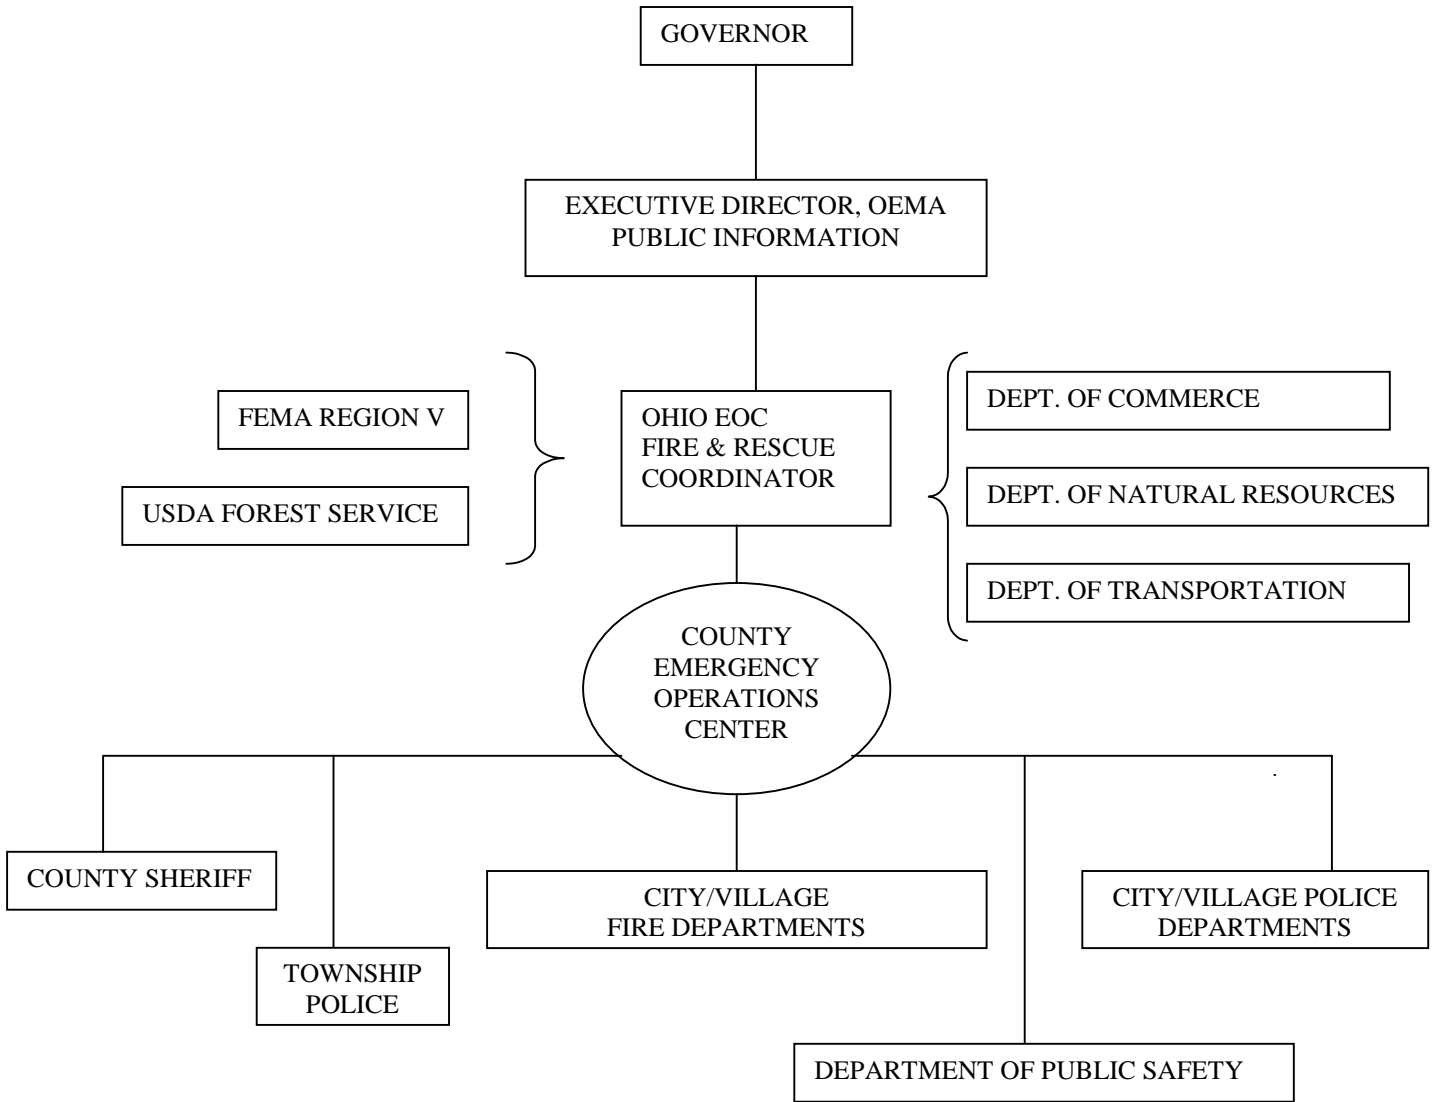 GOVERNOR
EXECUTIVE DIRECTOR, OEMA
PUBLIC INFORMATION
FEMA REGION V
USDA FOREST SERVICE
OHIO EOC
FIRE & RESCUE
COORDINATOR
DEPT. OF COMMERCE
DEPT. OF NATURAL RESOURCES
DEPT. OF TRANSPORTATION
COUNTY
EMERGENCY
OPERATIONS
CENTER
COUNTY SHERIFF
TOWNSHIP
POLICE
CITY/VILLAGE
FIRE DEPARTMENTS
CITY/VILLAGE POLICE
DEPARTMENTS
DEPARTMENT OF PUBLIC SAFETY